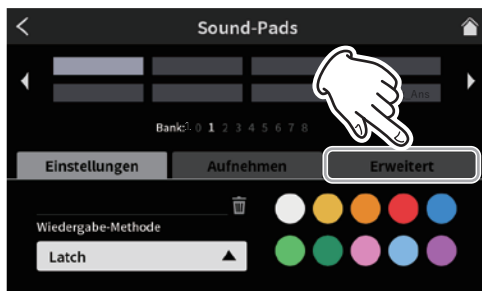 Sound-Pads
Ans
Bank: 0 1 2 3 4 5 6 7 8
Einstellungen Aufnehmen Erweitert
Wiedergabe-Methode
Latch